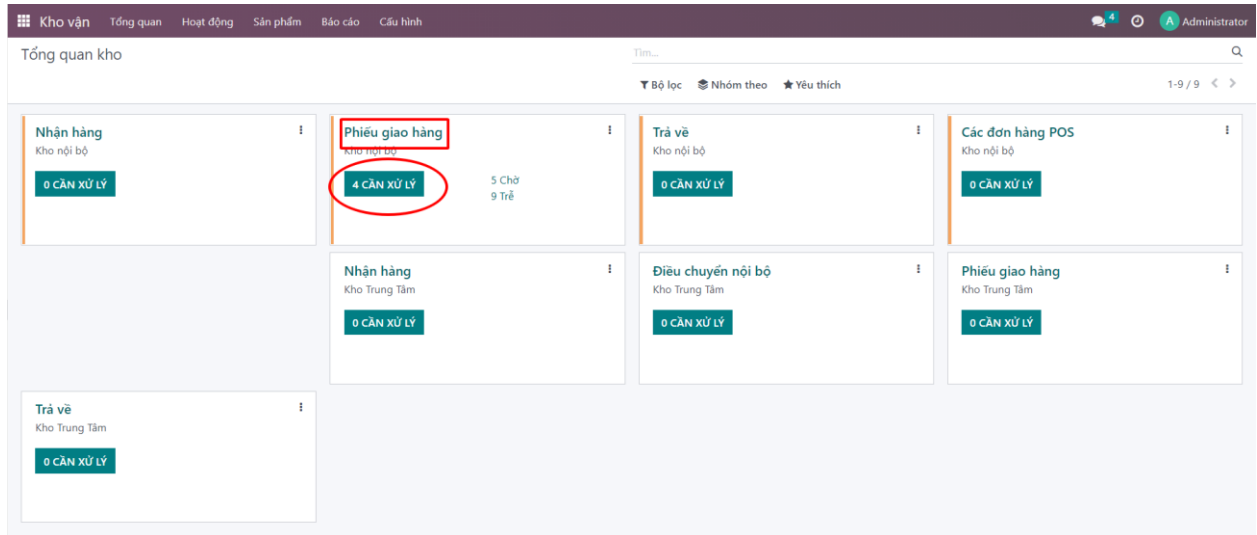 Kho vận Tổng quan Hoạt động Sản phẩm Báo cáo Cấu hình 4 A Administrator
Tổng quan kho Tìm...
Bộ lọc Nhóm theo Yêu thích 1-9 / 9
Nhận hàng
Kho nội bộ
0 CẦN XỬ LÝ
Phiếu giao hàng
Kho nội bộ
4 CẦN XỬ LÝ
5 Chờ
9 Trễ
Trả về
Kho nội bộ
0 CẦN XỬ LÝ
Các đơn hàng POS
Kho nội bộ
0 CẦN XỬ LÝ
Nhận hàng
Kho Trung Tâm
0 CẦN XỬ LÝ
Điều chuyển nội bộ
Kho Trung Tâm
0 CẦN XỬ LÝ
Phiếu giao hàng
Kho Trung Tâm
0 CẦN XỬ LÝ
Trả về
Kho Trung Tâm
0 CẦN XỬ LÝ